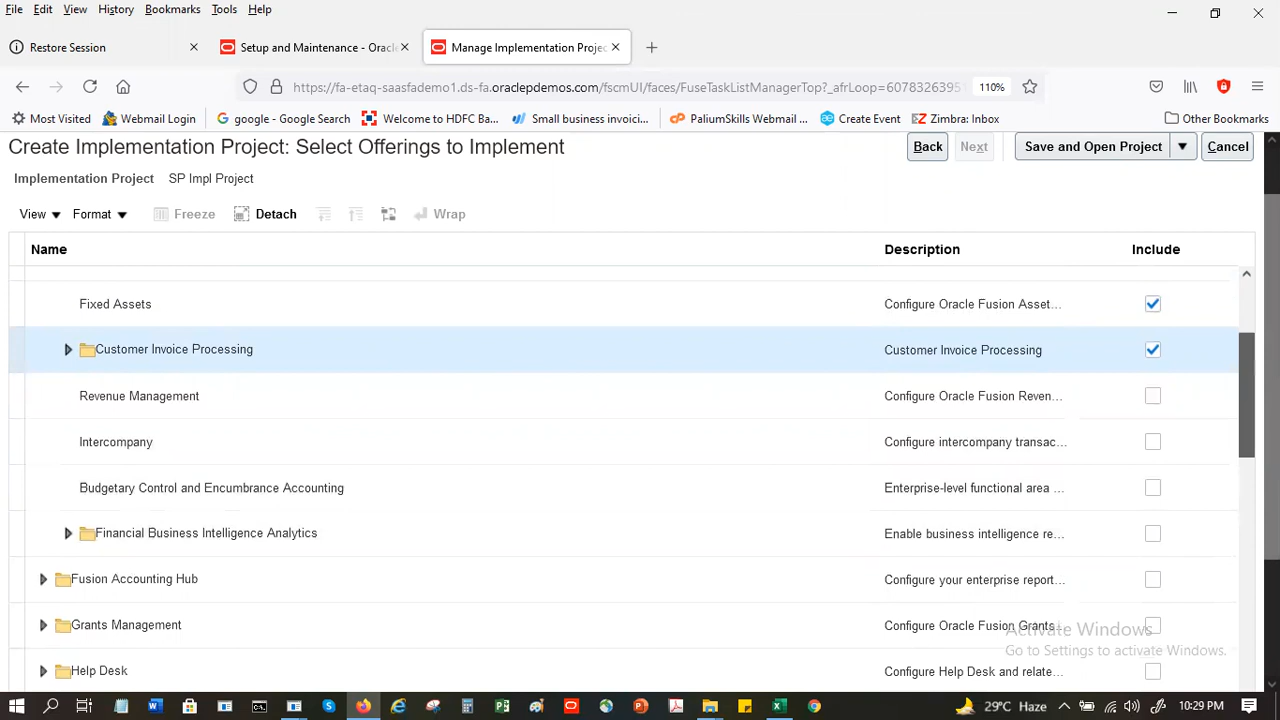 File Edit View History Bookmarks Tools Help
Restore Session
Setup and Maintenance - Oracl
Manage Implementation Projec
https://fa-etaq-saasfademo1.ds-fa.oracledemos.com/fscmUI/faces/FuseTaskListManagerTop?_afrLoop=6078326395
110%
Most Visited
Webmail Login
google - Google Search
Welcome to HDFC Ba...
Small business invoici...
PaliumSkills Webmail ...
Create Event
Zimbra: Inbox
Other Bookmarks
Create Implementation Project: Select Offerings to Implement
Back
Next
Save and Open Project
Cancel
Implementation Project SP Impl Project
View Format Freeze Detach Wrap
Name Description Include
Fixed Assets Configure Oracle Fusion Asset...
Customer Invoice Processing Customer Invoice Processing
Revenue Management Configure Oracle Fusion Reven...
Intercompany Configure intercompany transac...
Budgetary Control and Encumbrance Accounting Enterprise-level functional area ...
Financial Business Intelligence Analytics Enable business intelligence re...
Fusion Accounting Hub Configure your enterprise report...
Grants Management Configure Oracle Fusion Grants...
Help Desk Configure Help Desk and relate...
Activate Windows
Go to Settings to activate Windows.
29°C Haze
10:29 PM